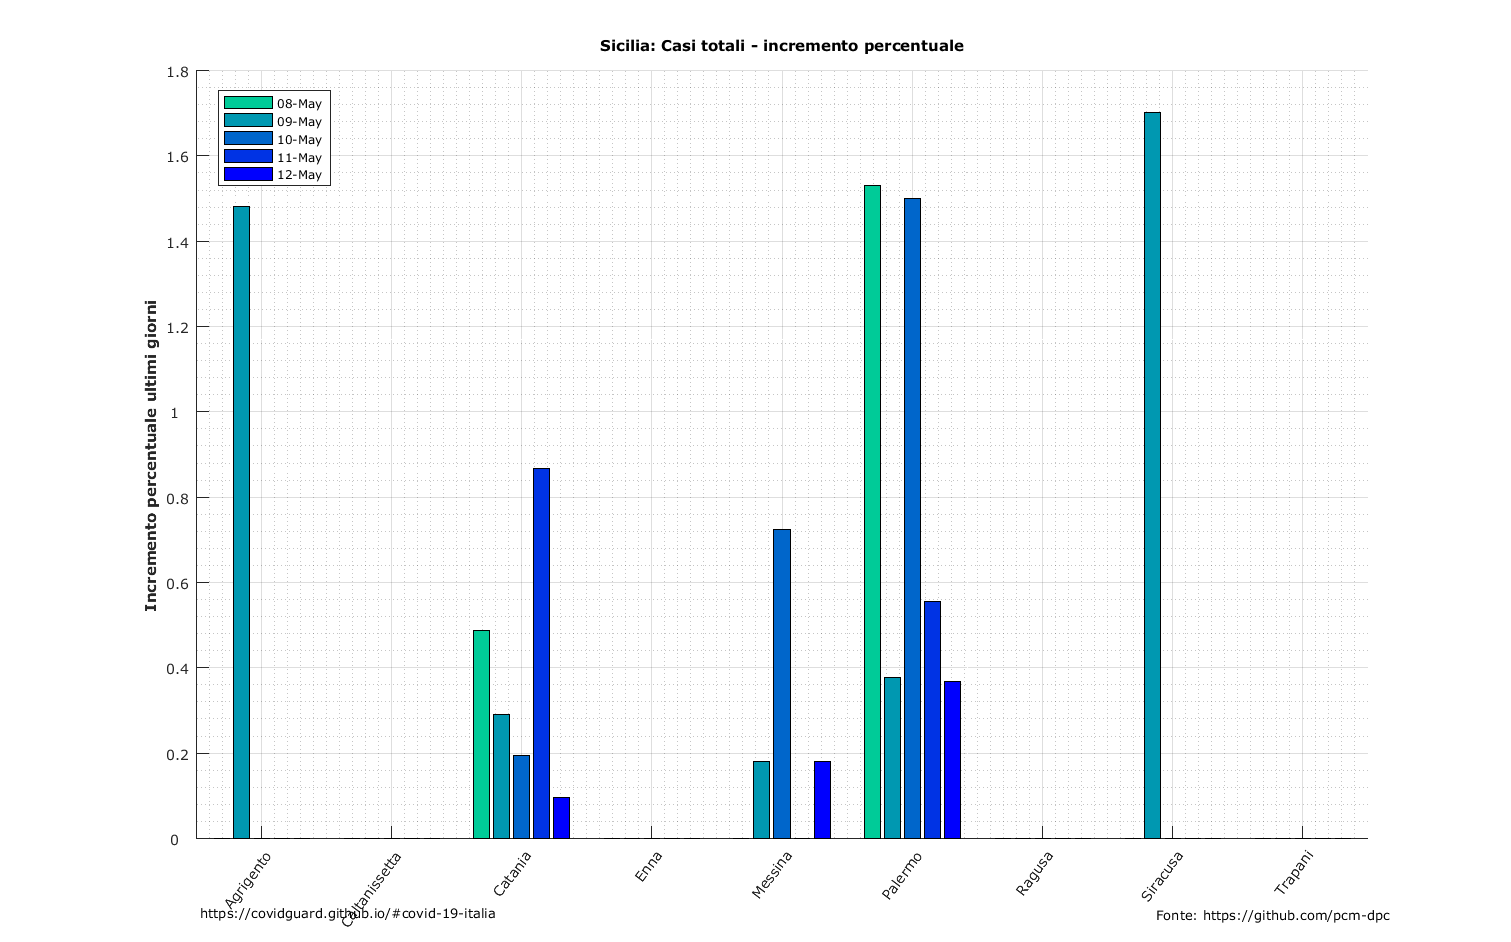 Sicilia: Casi totali - incremento percentuale
1.8
1.6
1.4
1.2
1
0.8
0.6
0.4
0.2
0
Incremento percentuale ultimi giorni
08-May
09-May
10-May
11-May
12-May
Agrigento
Caltanissetta
Catania
Enna
Messina
Palermo
Ragusa
Siracusa
Trapani
https://covidguard.github.io/#covid-19-italia
Fonte: https://github.com/pcm-dpc